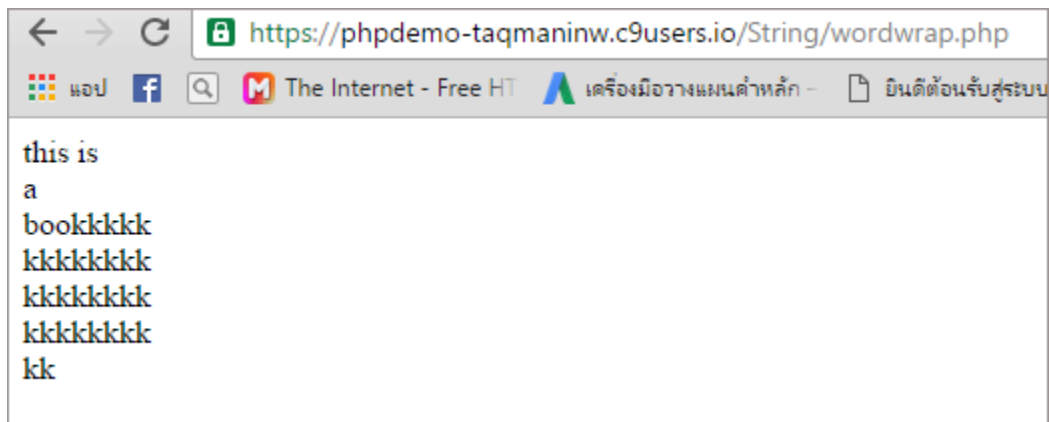 https://phpdemo-taqmaninw.c9users.io/String/wordwrap.php
แอป The Internet - Free HT เครื่องมือวางแผนคำหลัก - ยินดีต้อนรับสู่ระบบ
this is
a
bookkkkk
kkkkkkkk
kkkkkkkk
kkkkkkkk
kk